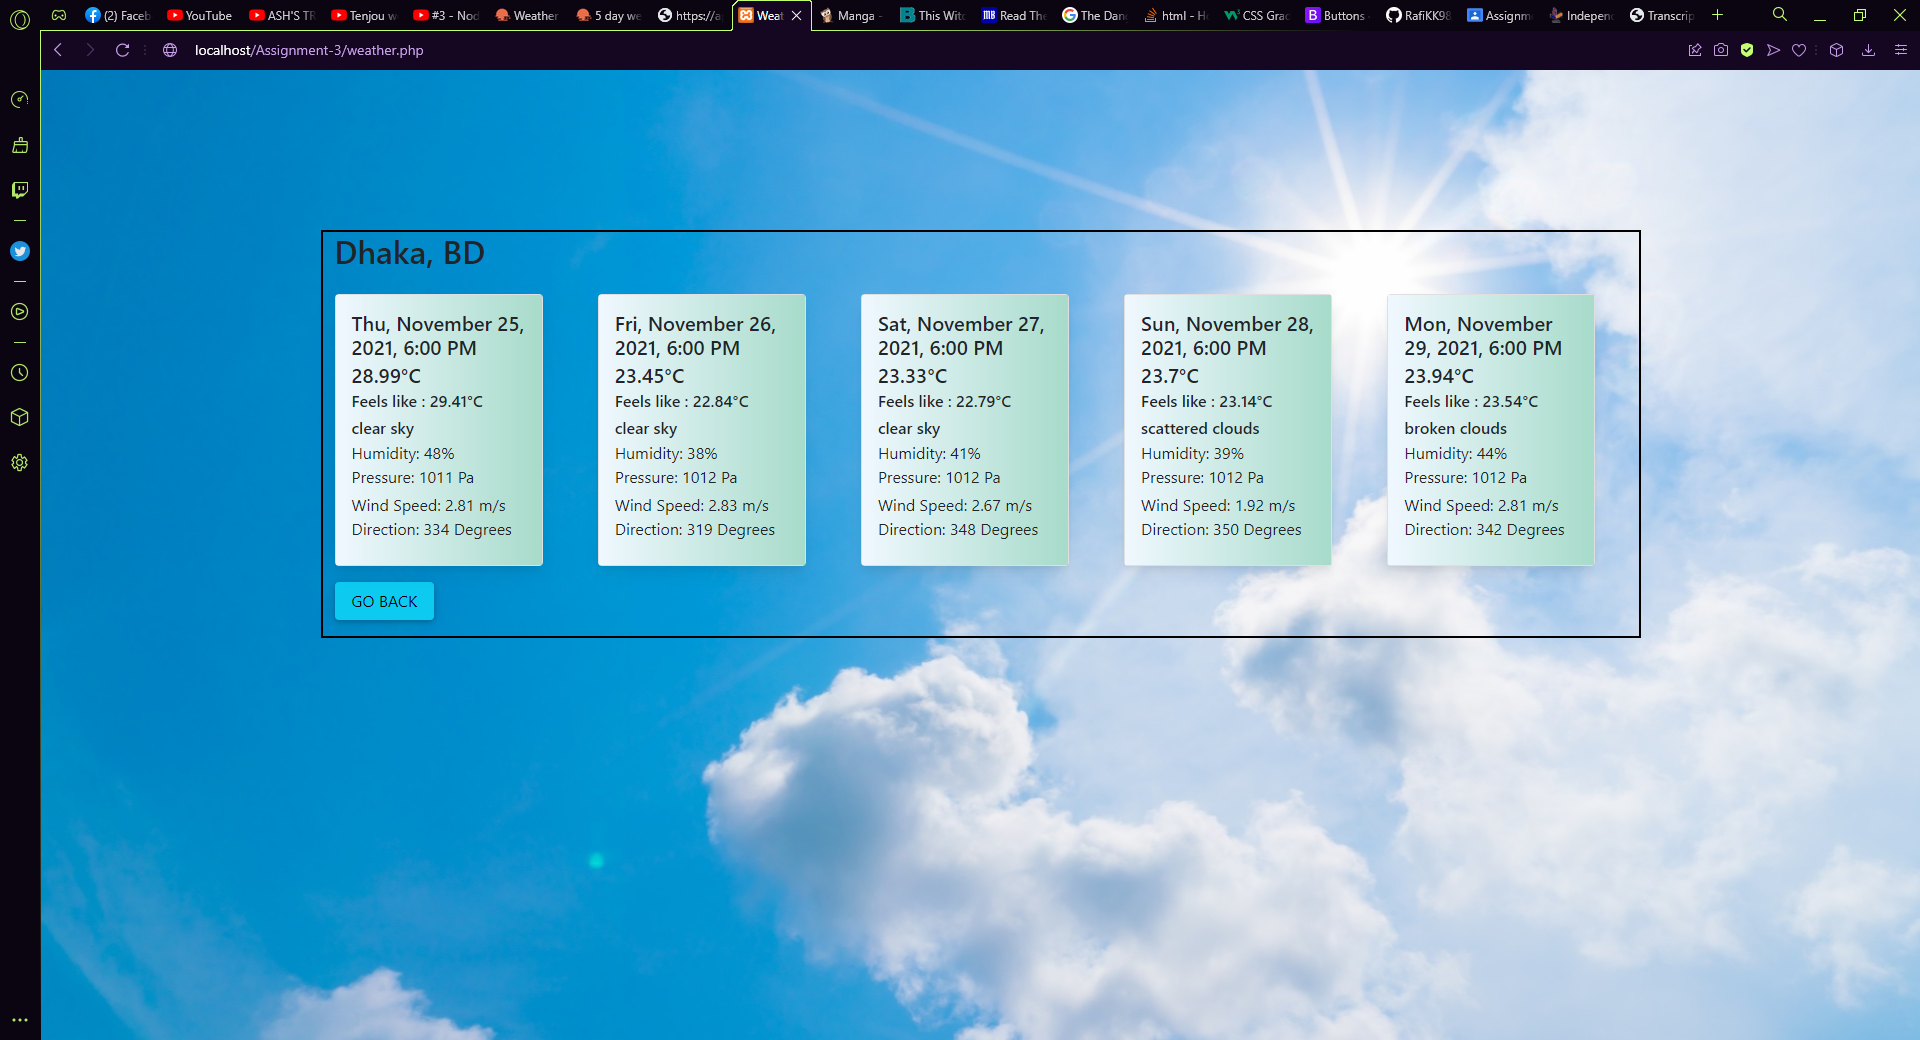 (2) Faceb
YouTube
ASH'S TR
Tenjou w
#3 - Nod
Weather
5 day we
https://a
Weat
Manga -
This Witc
Read The
The Dang
html - Ho
CSS Grac
Buttons
RafiKK98
Assignm
Indepen
Transcrip
localhost/Assignment-3/weather.php
Dhaka, BD
Thu, November 25,
2021, 6:00 PM
28.99°C
Feels like : 29.41°C
clear sky
Humidity: 48%
Pressure: 1011 Pa
Wind Speed: 2.81 m/s
Direction: 334 Degrees
Fri, November 26,
2021, 6:00 PM
23.45°C
Feels like : 22.84°C
clear sky
Humidity: 38%
Pressure: 1012 Pa
Wind Speed: 2.83 m/s
Direction: 319 Degrees
Sat, November 27,
2021, 6:00 PM
23.33°C
Feels like : 22.79°C
clear sky
Humidity: 41%
Pressure: 1012 Pa
Wind Speed: 2.67 m/s
Direction: 348 Degrees
Sun, November 28,
2021, 6:00 PM
23.7°C
Feels like : 23.14°C
scattered clouds
Humidity: 39%
Pressure: 1012 Pa
Wind Speed: 1.92 m/s
Direction: 350 Degrees
Mon, November
29, 2021, 6:00 PM
23.94°C
Feels like : 23.54°C
broken clouds
Humidity: 44%
Pressure: 1012 Pa
Wind Speed: 2.81 m/s
Direction: 342 Degrees
GO BACK